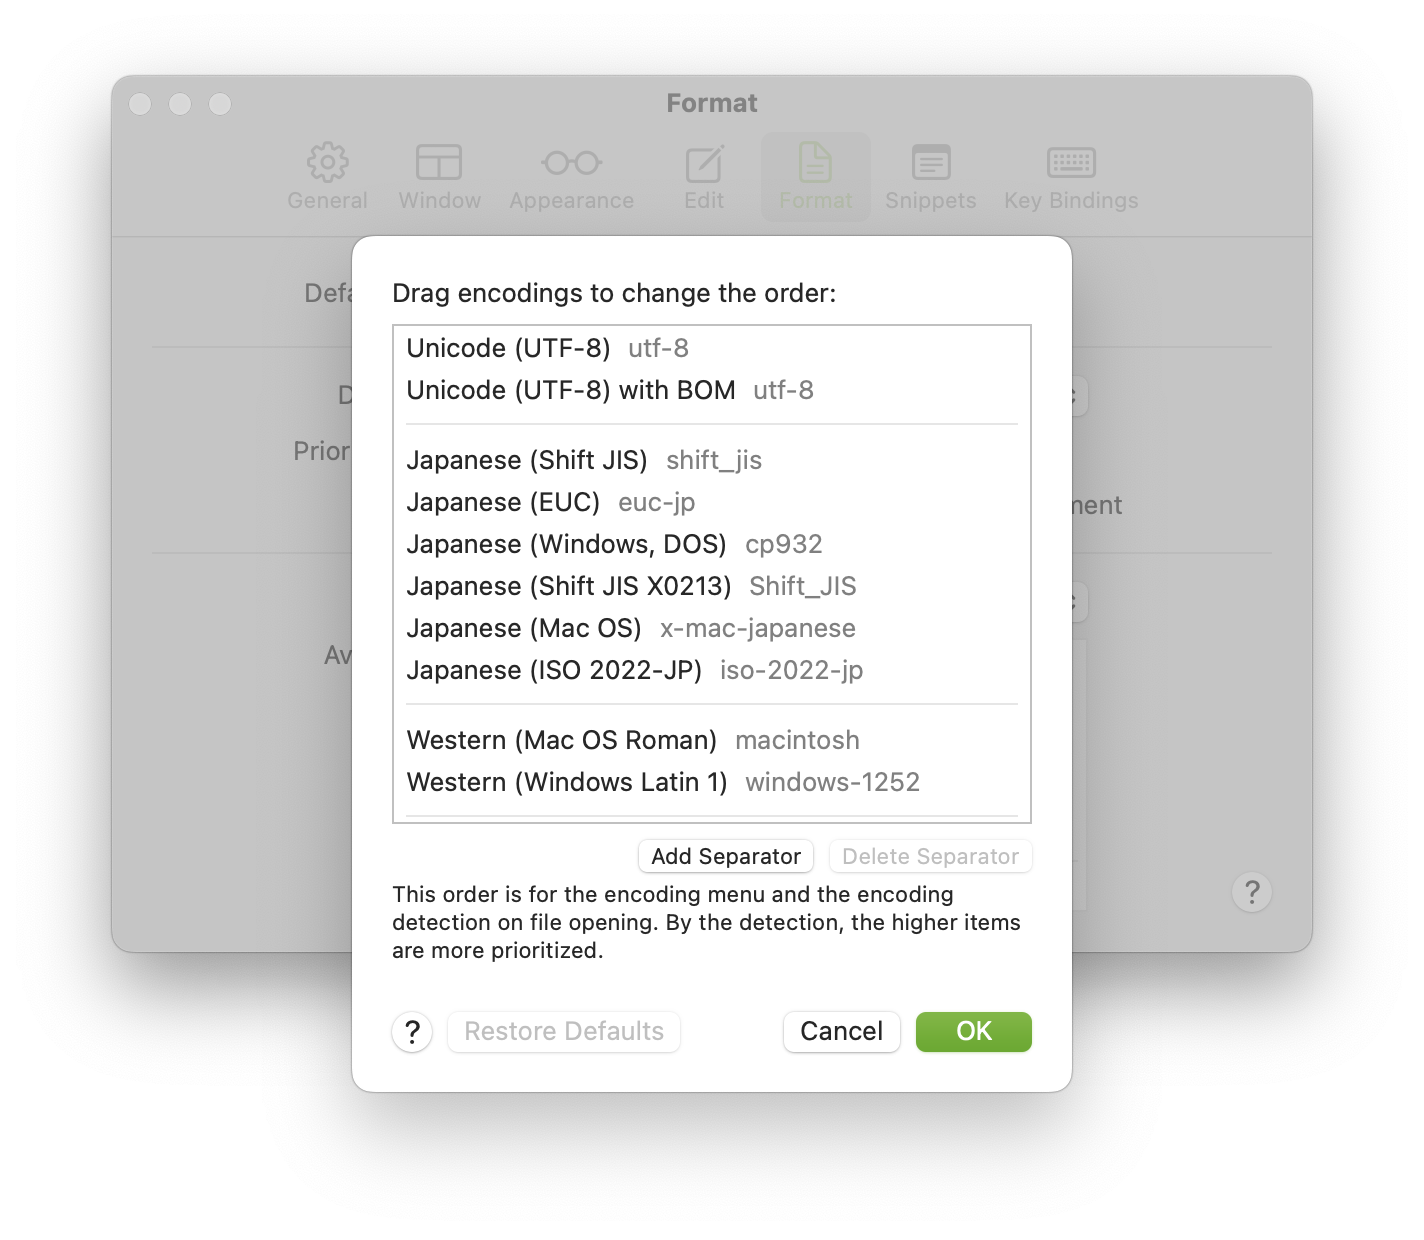 Format
General Window Appearance Edit Format Snippets Key Bindings
Drag encodings to change the order:
Unicode (UTF-8) utf-8
Unicode (UTF-8) with BOM utf-8
Japanese (Shift JIS) shift_jis
Japanese (EUC) euc-jp
Japanese (Windows, DOS) cp932
Japanese (Shift JIS X0213) Shift_JIS
Japanese (Mac OS) x-mac-japanese
Japanese (ISO 2022-JP) iso-2022-jp
Western (Mac OS Roman) macintosh
Western (Windows Latin 1) windows-1252
Add Separator Delete Separator
This order is for the encoding menu and the encoding
detection on file opening. By the detection, the higher items
are more prioritized.
? Restore Defaults Cancel OK
?